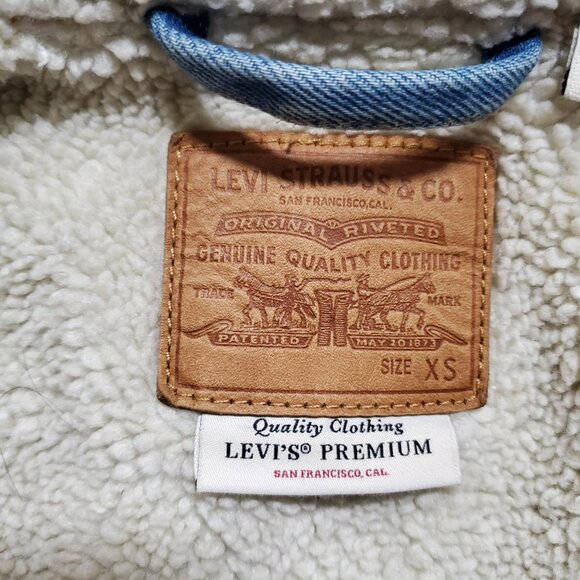 LEVI STRAUSS & CO.
SAN FRANCISCO, CAL.
ORIGINAL RIVETED
GENUINE QUALITY CLOTHING
TRADE MARK
PATENTED MAY 20 1873
SIZE XS
Quality Clothing
LEVI'S® PREMIUM
SAN FRANCISCO, CAL.